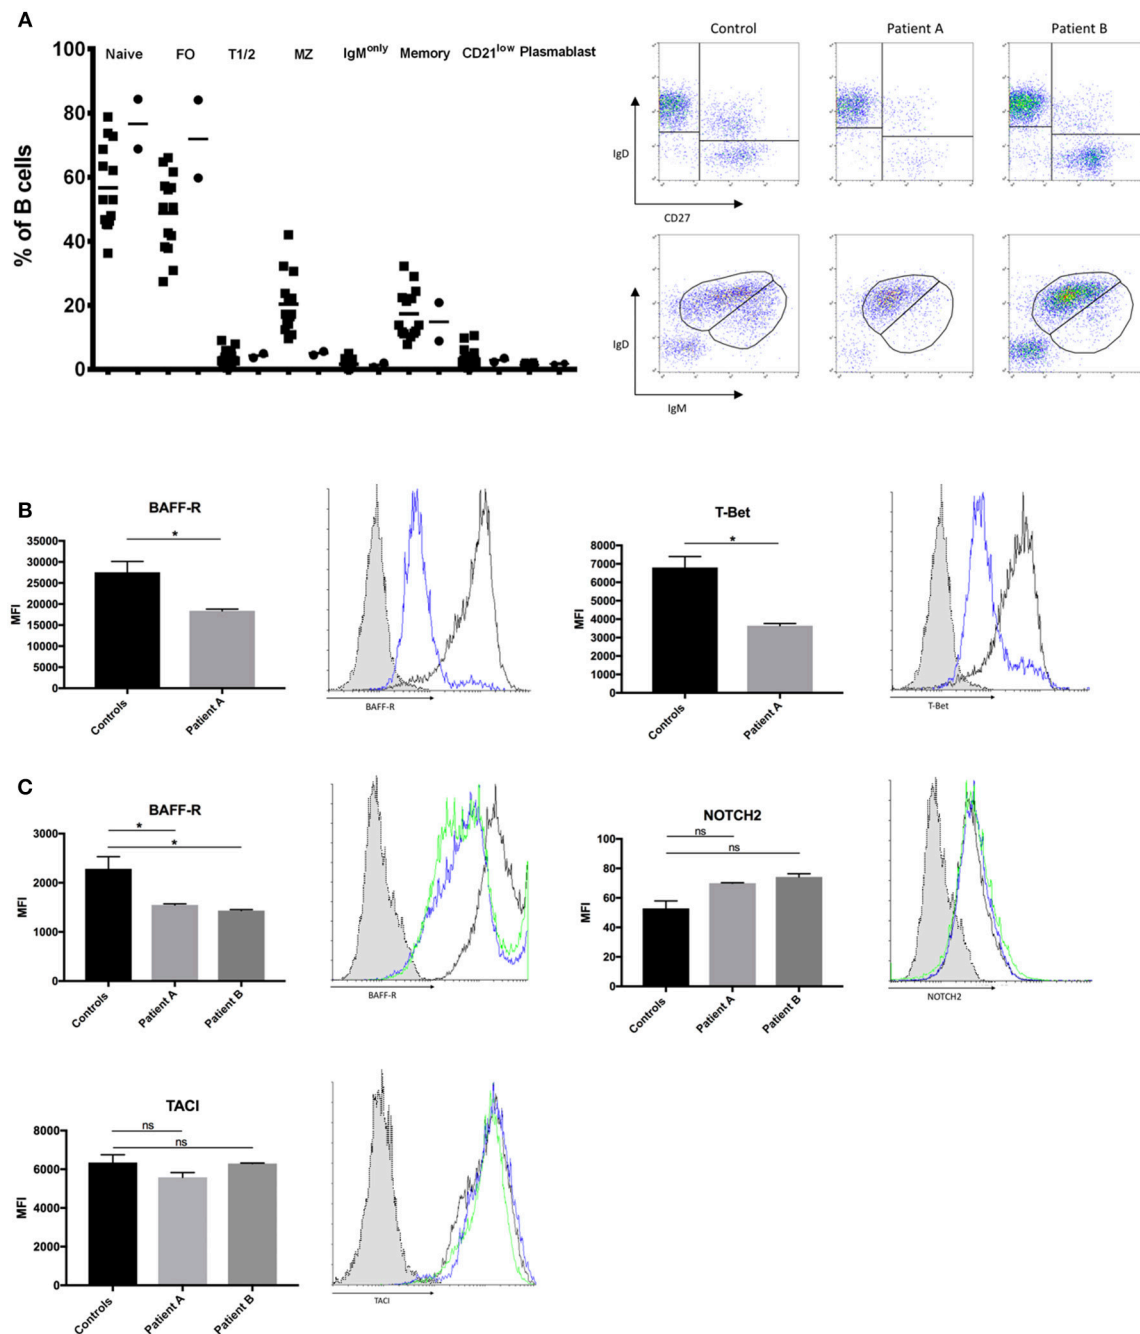 A
Naive FO T1/2 MZ IgMonly Memory CD21low Plasmablast
% of B cells
100
80
60
40
20
0
Control Patient A Patient B
IgD
CD27
IgD
IgM
B
BAFF-R
*
MFI
35000
30000
25000
20000
15000
10000
5000
0
Controls
Patient A
BAFF-R
T-Bet
*
MFI
8000
7000
6000
5000
4000
3000
2000
1000
0
Controls
Patient A
T-Bet
C
BAFF-R
*
*
MFI
3000
2000
1000
0
Controls
Patient A
Patient B
BAFF-R
NOTCH2
ns
ns
MFI
100
80
60
40
20
0
Controls
Patient A
Patient B
NOTCH2
TACI
ns
ns
MFI
8000
6000
4000
2000
0
Controls
Patient A
Patient B
TACI